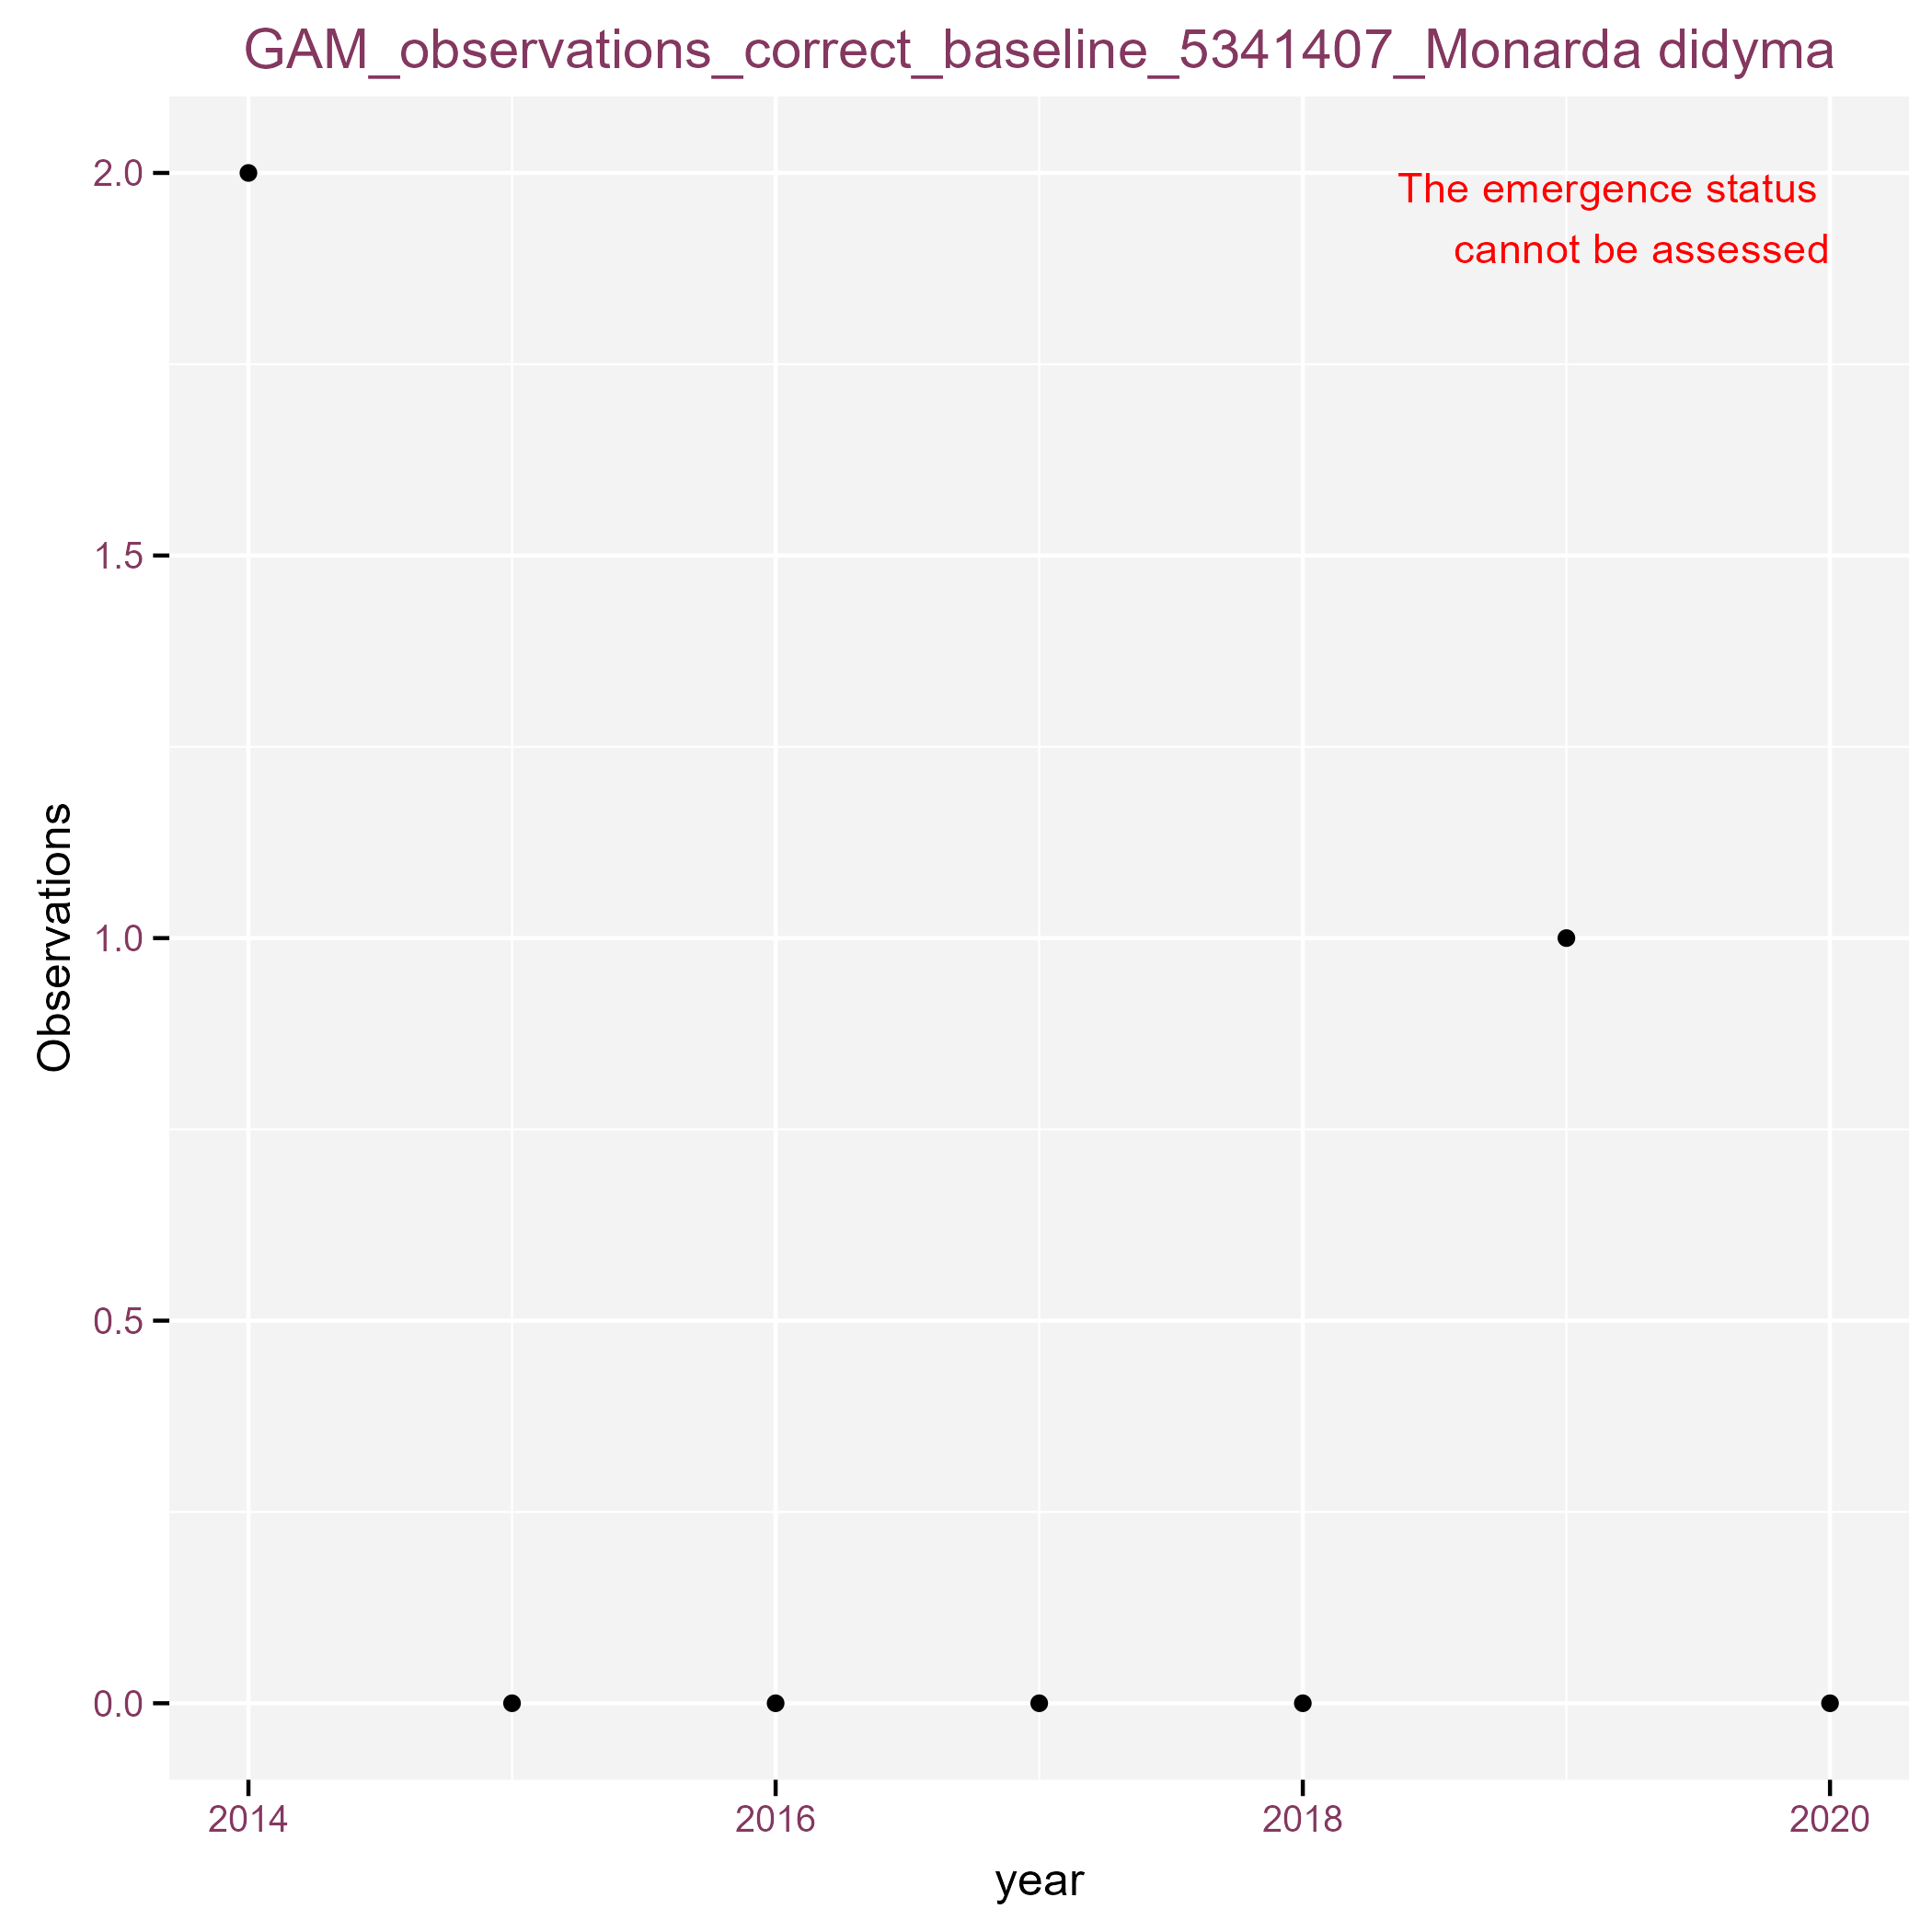 GAM_observations_correct_baseline_5341407_Monarda didyma
The emergence status
cannot be assessed
Observations
2.0
1.5
1.0
0.5
0.0
2014 2016 2018 2020
year